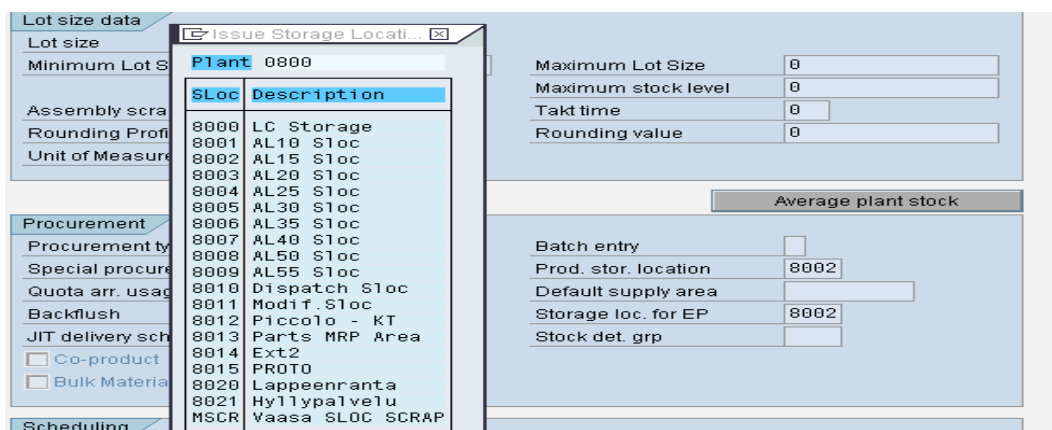 Lot size data
Lot size
Minimum Lot S
Assembly scra
Rounding Profi
Unit of Measure
Issue Storage Locati...
Plant 0800
SLoc Description
8000 LC Storage
8001 AL10 Sloc
8002 AL15 Sloc
8003 AL20 Sloc
8004 AL25 Sloc
8005 AL30 Sloc
8006 AL35 Sloc
8007 AL40 Sloc
8008 AL50 Sloc
8009 AL55 Sloc
8010 Dispatch Sloc
8011 Modif.Sloc
8012 Piccolo - KT
8013 Parts MRP Area
8014 Ext2
8015 PROTO
8020 Lappeenranta
8021 Hyllypalvelu
MSCR Vaasa SLOC SCRAP
Maximum Lot Size 0
Maximum stock level 0
Takt time 0
Rounding value 0
Average plant stock
Procurement
Procurement ty
Special procure
Quota arr. usag
Backflush
JIT delivery sch
Co-product
Bulk Materia
Batch entry
Prod. stor. location 8002
Default supply area
Storage loc. for EP 8002
Stock det. grp
Scheduling